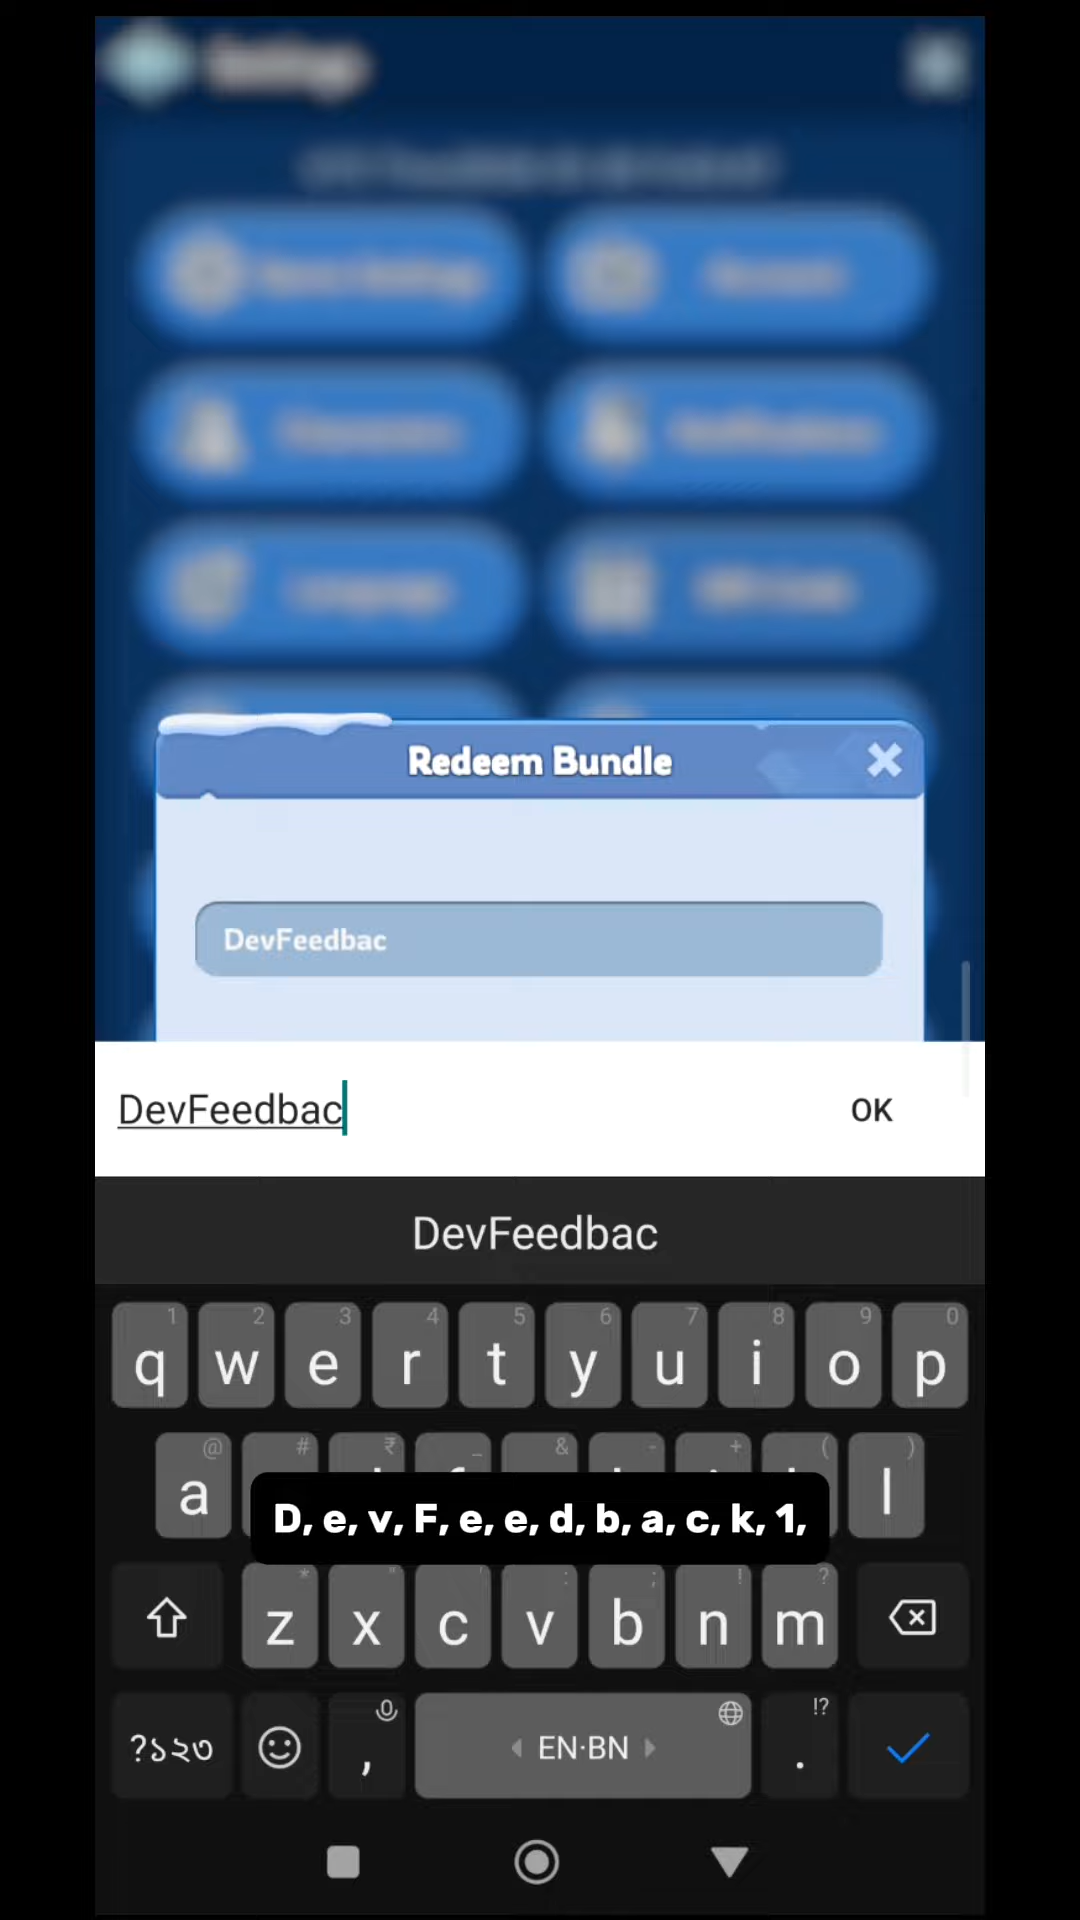 Redeem Bundle
DevFeedbac
DevFeedbac
OK
DevFeedbac
1 2 3 4 5 6 7 8 9 0
q w e r t y u i o p
@ # ₹ _ & - + ( )
a l
D, e, v, F, e, e, d, b, a, c, k, 1,
* " ' : ; ! ?
z x c v b n m
?১২৩ , EN·BN . !?